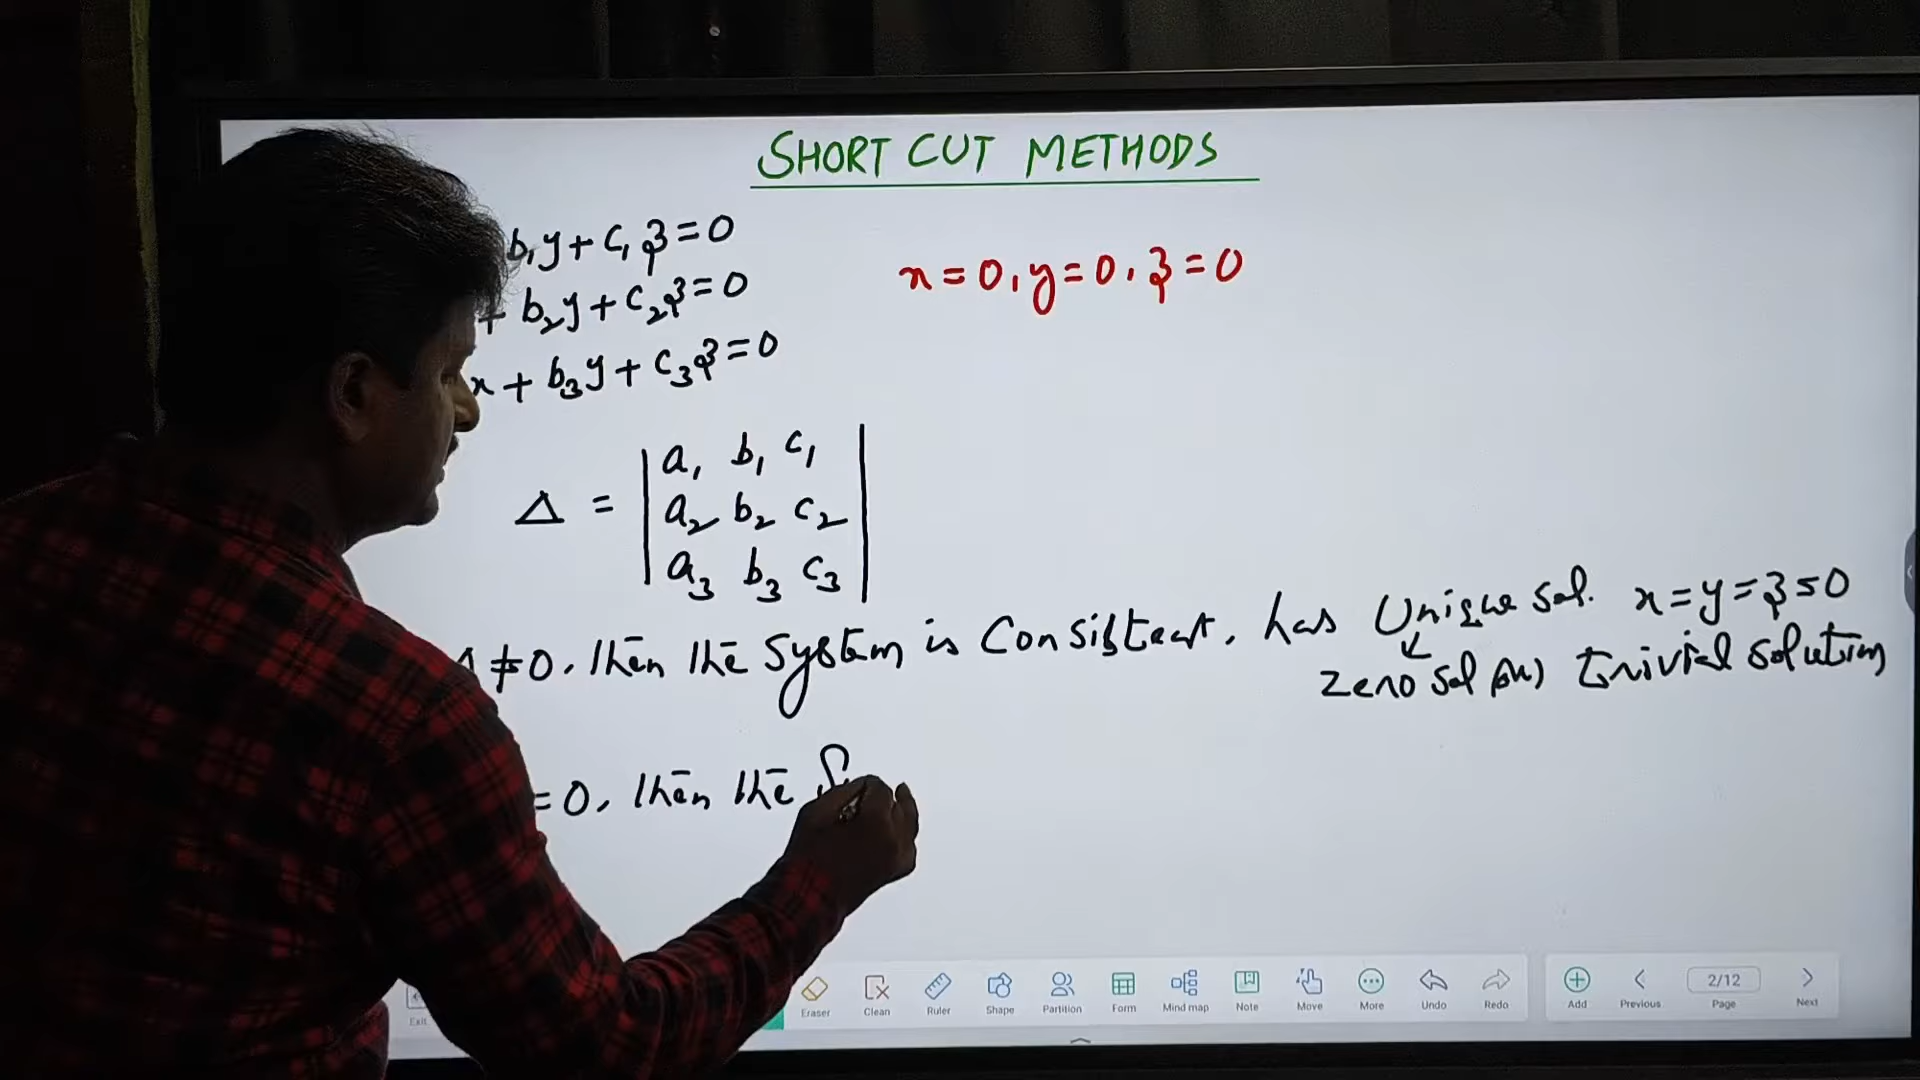 SHORT CUT METHODS
b₁y + c₁z = 0
+ b₂y + c₂z = 0
x + b₃y + c₃z = 0
x = 0, y = 0, z = 0
Δ = | a₁ b₁ c₁ |
| a₂ b₂ c₂ |
| a₃ b₃ c₃ |
≠ 0, then the System is Consistent, has Unique sol. x = y = z = 0
zero sol (or) trivial solution
= 0, then the S
Exit
Eraser
Clean
Ruler
Shape
Partition
Form
Mind map
Note
Move
More
Undo
Redo
Add
Previous
2/12
Page
Next